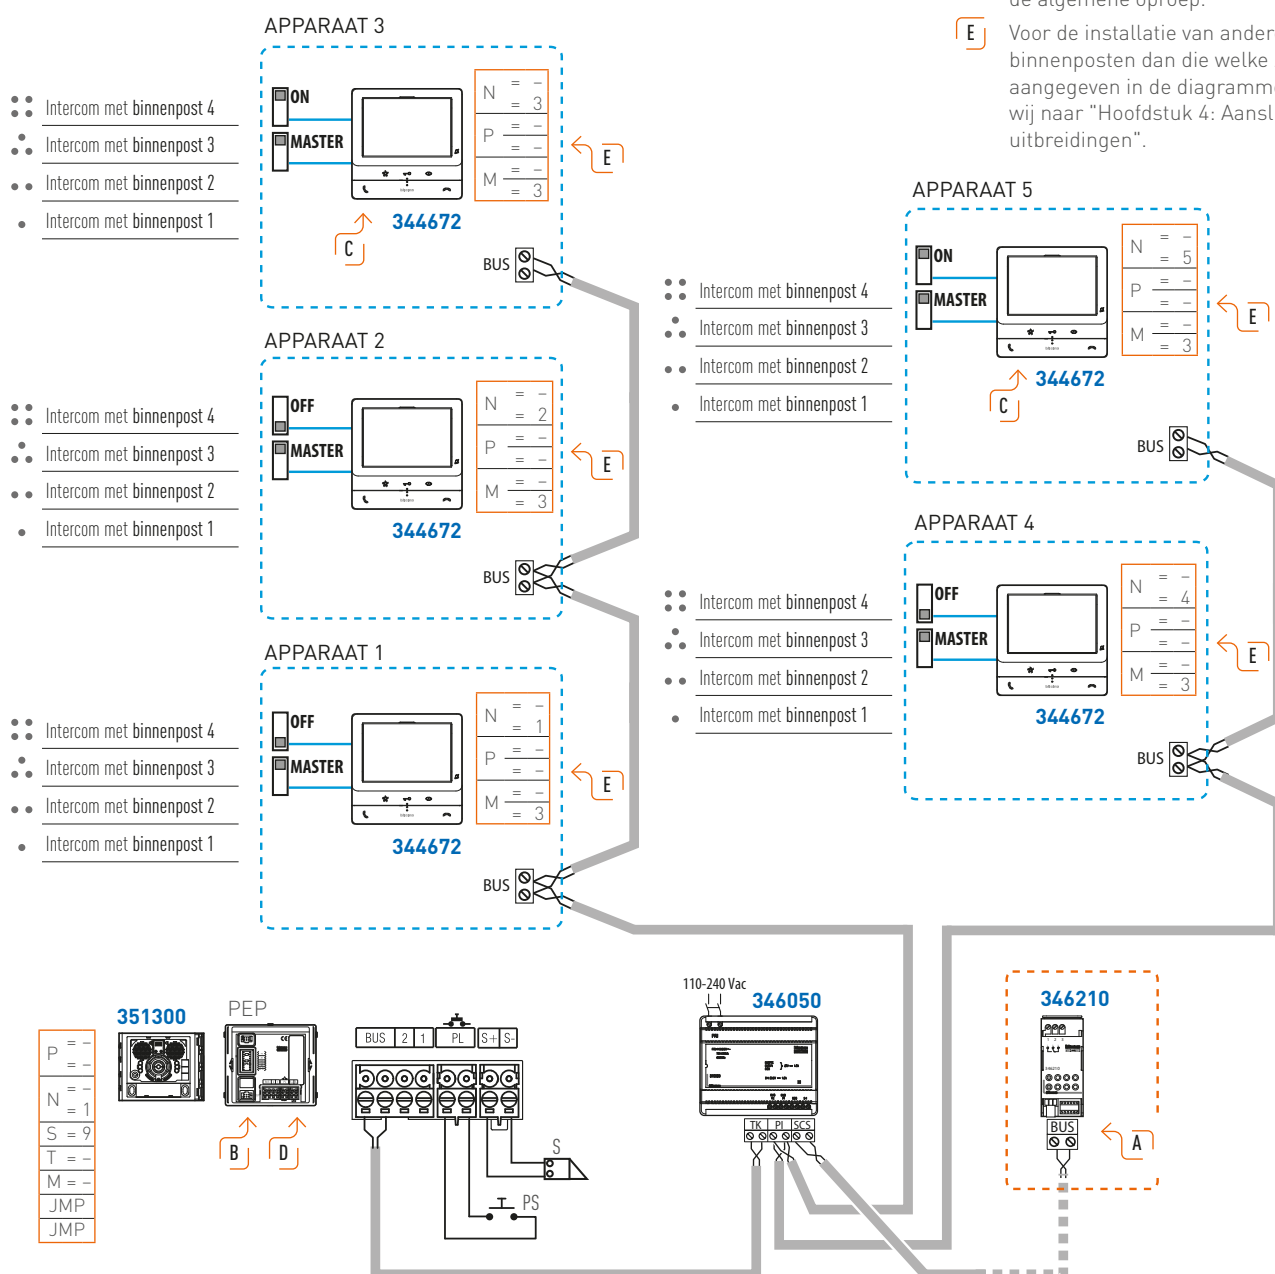 de algemene oproep.
E
Voor de installatie van ander
binnenposten dan die welke
aangegeven in de diagramm
wij naar "Hoofdstuk 4: Aansl
uitbreidingen".
APPARAAT 3
Intercom met binnenpost 4
Intercom met binnenpost 3
Intercom met binnenpost 2
Intercom met binnenpost 1
ON
MASTER
N = –
= 3
P = –
= –
M = –
= 3
E
344672
C
BUS
APPARAAT 2
Intercom met binnenpost 4
Intercom met binnenpost 3
Intercom met binnenpost 2
Intercom met binnenpost 1
OFF
MASTER
N = –
= 2
P = –
= –
M = –
= 3
E
344672
BUS
APPARAAT 1
Intercom met binnenpost 4
Intercom met binnenpost 3
Intercom met binnenpost 2
Intercom met binnenpost 1
OFF
MASTER
N = –
= 1
P = –
= –
M = –
= 3
E
344672
BUS
APPARAAT 5
Intercom met binnenpost 4
Intercom met binnenpost 3
Intercom met binnenpost 2
Intercom met binnenpost 1
ON
MASTER
N = –
= 5
P = –
= –
M = –
= 3
E
344672
C
BUS
APPARAAT 4
Intercom met binnenpost 4
Intercom met binnenpost 3
Intercom met binnenpost 2
Intercom met binnenpost 1
OFF
MASTER
N = –
= 4
P = –
= –
M = –
= 3
E
344672
BUS
P = –
= –
N = –
= 1
S = 9
T = –
M = –
JMP
JMP
351300
PEP
B
D
BUS 2 1 PL S+ S-
S
PS
110-240 Vac
346050
TK PI SCS
346210
1 2 3
346210
BUS
A